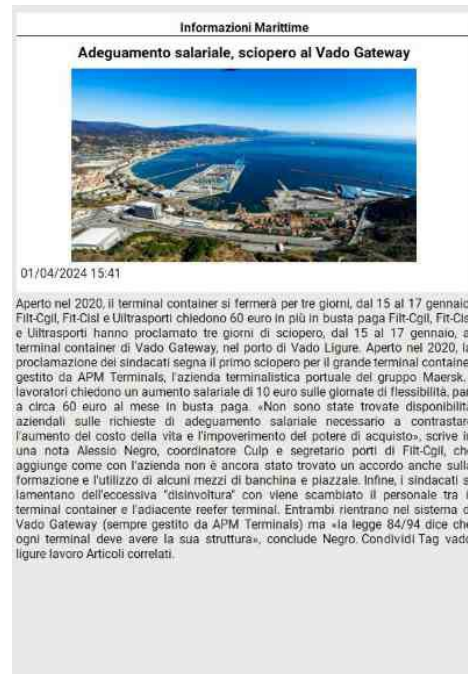 Informazioni Marittime
Adeguamento salariale, sciopero al Vado Gateway
01/04/2024 15:41
Aperto nel 2020, il terminal container si fermerà per tre giorni, dal 15 al 17 gennaio
Filt-Cgil, Fit-Cisl e Uiltrasporti chiedono 60 euro in più in busta paga Filt-Cgil, Fit-Cis
e Uiltrasporti hanno proclamato tre giorni di sciopero, dal 15 al 17 gennaio, a
terminal container di Vado Gateway, nel porto di Vado Ligure. Aperto nel 2020, la
proclamazione dei sindacati segna il primo sciopero per il grande terminal containe
gestito da APM Terminals, l'azienda terminalistica portuale del gruppo Maersk.
lavoratori chiedono un aumento salariale di 10 euro sulle giornate di flessibilità, par
a circa 60 euro al mese in busta paga. «Non sono state trovate disponibilità
aziendali sulle richieste di adeguamento salariale necessario a contrastare
l'aumento del costo della vita e l'impoverimento del potere di acquisto», scrive in
una nota Alessio Negro, coordinatore Culp e segretario porti di Filt-Cgil, che
aggiunge come con l'azienda non è ancora stato trovato un accordo anche sulla
formazione e l'utilizzo di alcuni mezzi di banchina e piazzale. Infine, i sindacati s
lamentano dell'eccessiva "disinvoltura" con viene scambiato il personale tra i
terminal container e l'adiacente reefer terminal. Entrambi rientrano nel sistema d
Vado Gateway (sempre gestito da APM Terminals) ma «la legge 84/94 dice che
ogni terminal deve avere la sua struttura», conclude Negro. Condividi Tag vado
ligure lavoro Articoli correlati.